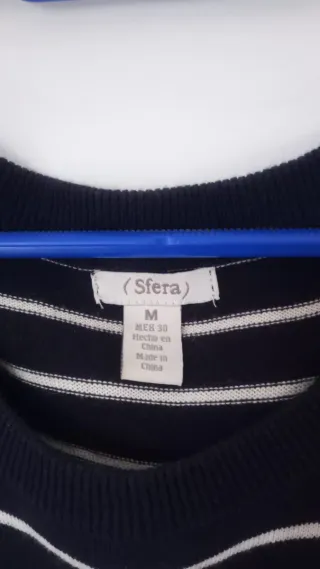 (Sfera)
M
MEX 30
Hecho en
China
Made in
China